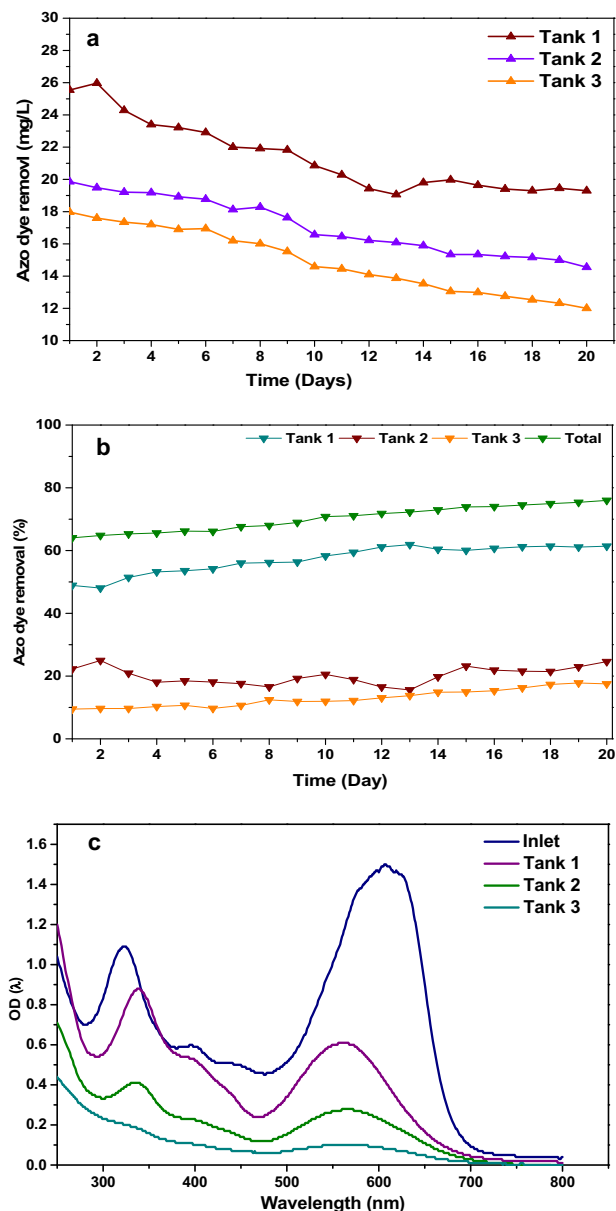 a
Tank 1
Tank 2
Tank 3
Azo dye removl (mg/L)
30
28
26
24
22
20
18
16
14
12
10
2 4 6 8 10 12 14 16 18 20
Time (Days)
b
Tank 1 Tank 2 Tank 3 Total
Azo dye removal (%)
100
80
60
40
20
0
2 4 6 8 10 12 14 16 18 20
Time (Day)
c
Inlet
Tank 1
Tank 2
Tank 3
OD (λ)
1.6
1.4
1.2
1.0
0.8
0.6
0.4
0.2
0.0
300 400 500 600 700 800
Wavelength (nm)